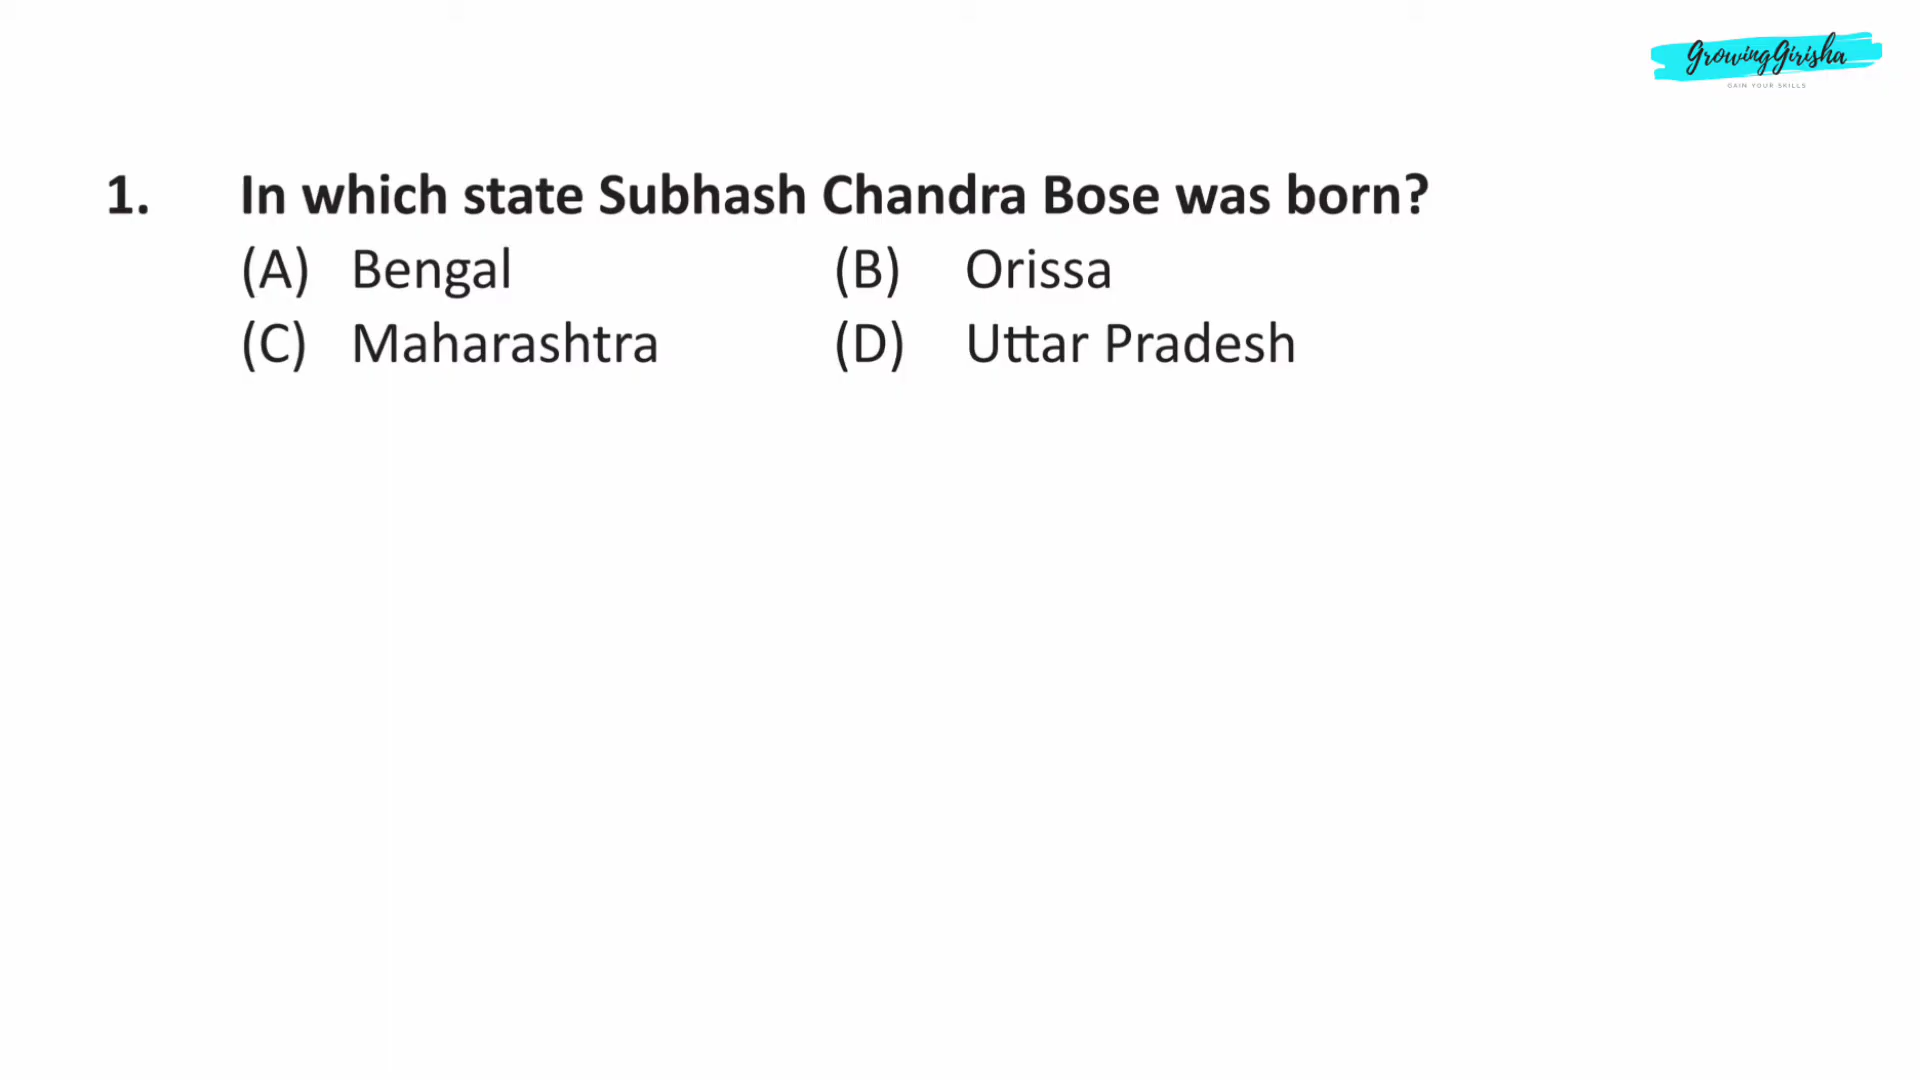 GrowingGirisha
GAIN YOUR SKILLS
1. In which state Subhash Chandra Bose was born?
(A) Bengal (B) Orissa
(C) Maharashtra (D) Uttar Pradesh